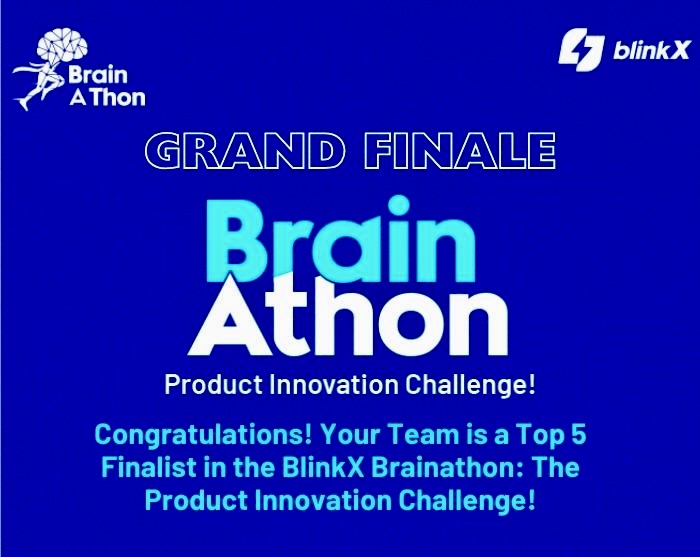 Brain
A Thon
blinkX
GRAND FINALE
Brain
Athon
Product Innovation Challenge!
Congratulations! Your Team is a Top 5
Finalist in the BlinkX Brainathon: The
Product Innovation Challenge!